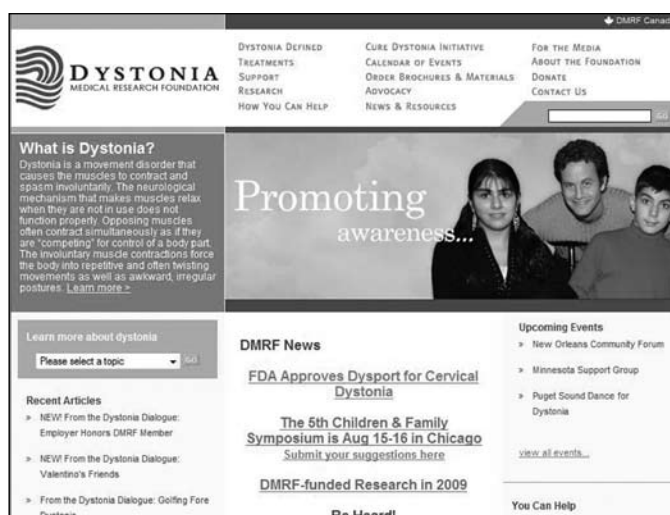 DMRF Canad
DYSTONIA
MEDICAL RESEARCH FOUNDATION
DYSTONIA DEFINED
TREATMENTS
SUPPORT
RESEARCH
HOW YOU CAN HELP
CURE DYSTONIA INITIATIVE
CALENDAR OF EVENTS
ORDER BROCHURES & MATERIALS
ADVOCACY
NEWS & RESOURCES
FOR THE MEDIA
ABOUT THE FOUNDATION
DONATE
CONTACT US
GO
What is Dystonia?
Dystonia is a movement disorder that
causes the muscles to contract and
spasm involuntarily. The neurological
mechanism that makes muscles relax
when they are not in use does not
function properly. Opposing muscles
often contract simultaneously as if they
are "competing" for control of a body part.
The involuntary muscle contractions force
the body into repetitive and often twisting
movements as well as awkward, irregular
postures. Learn more >
Promoting
awareness...
Learn more about dystonia
Please select a topic
GO
Recent Articles
» NEW! From the Dystonia Dialogue:
Employer Honors DMRF Member
» NEW! From the Dystonia Dialogue:
Valentino's Friends
» From the Dystonia Dialogue: Golfing Fore
DMRF News
FDA Approves Dysport for Cervical
Dystonia
The 5th Children & Family
Symposium is Aug 15-16 in Chicago
Submit your suggestions here
DMRF-funded Research in 2009
Be Heard!
Upcoming Events
» New Orleans Community Forum
» Minnesota Support Group
» Puget Sound Dance for
Dystonia
view all events...
You Can Help